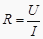 R = U/I